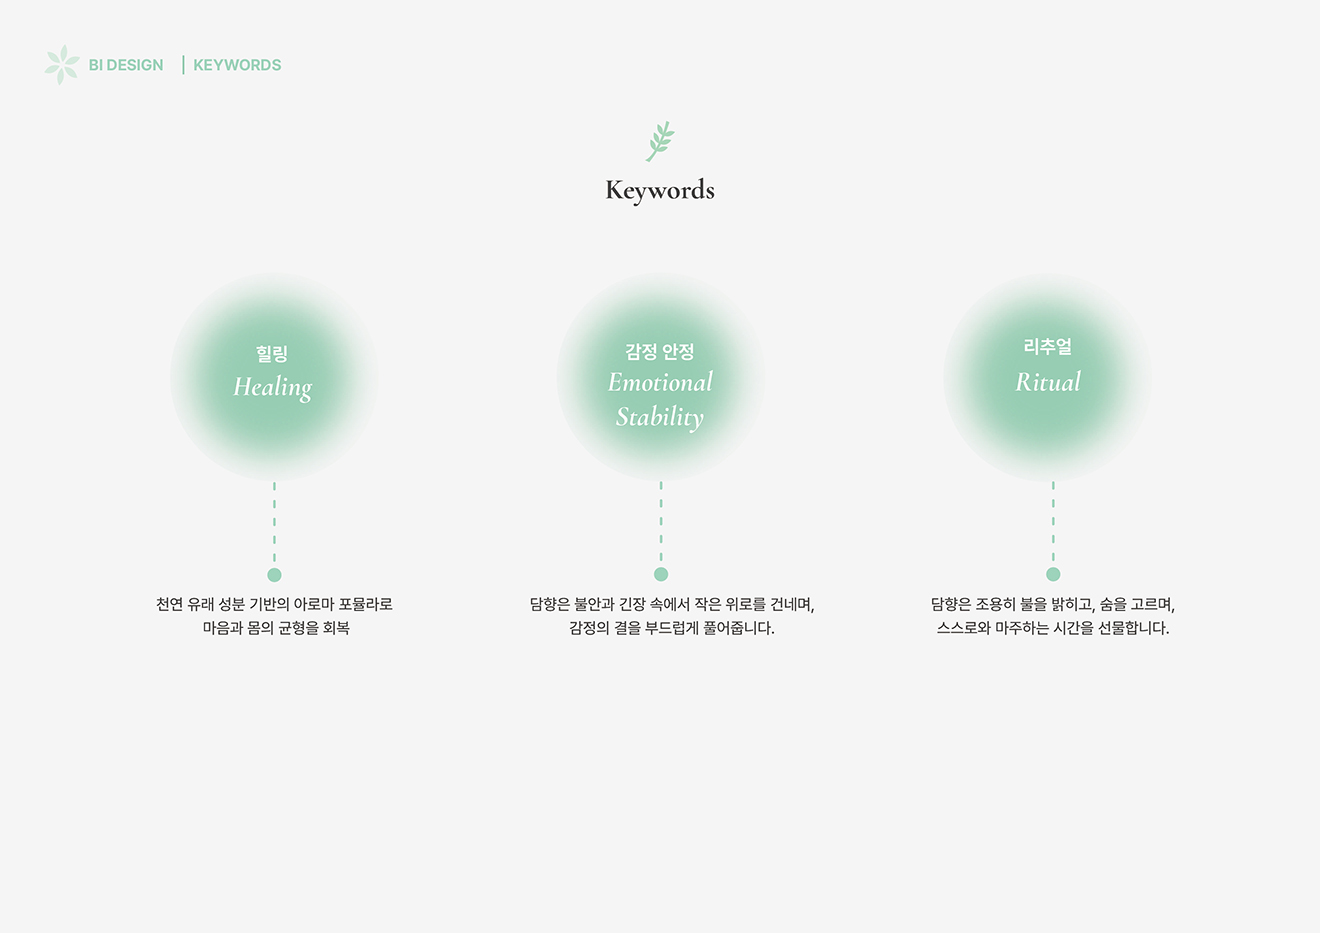 BI DESIGN | KEYWORDS
Keywords
힐링
Healing
감정 안정
Emotional
Stability
리추얼
Ritual
천연 유래 성분 기반의 아로마 포뮬라로
마음과 몸의 균형을 회복
담향은 불안과 긴장 속에서 작은 위로를 건네며,
감정의 결을 부드럽게 풀어줍니다.
담향은 조용히 불을 밝히고, 숨을 고르며,
스스로와 마주하는 시간을 선물합니다.